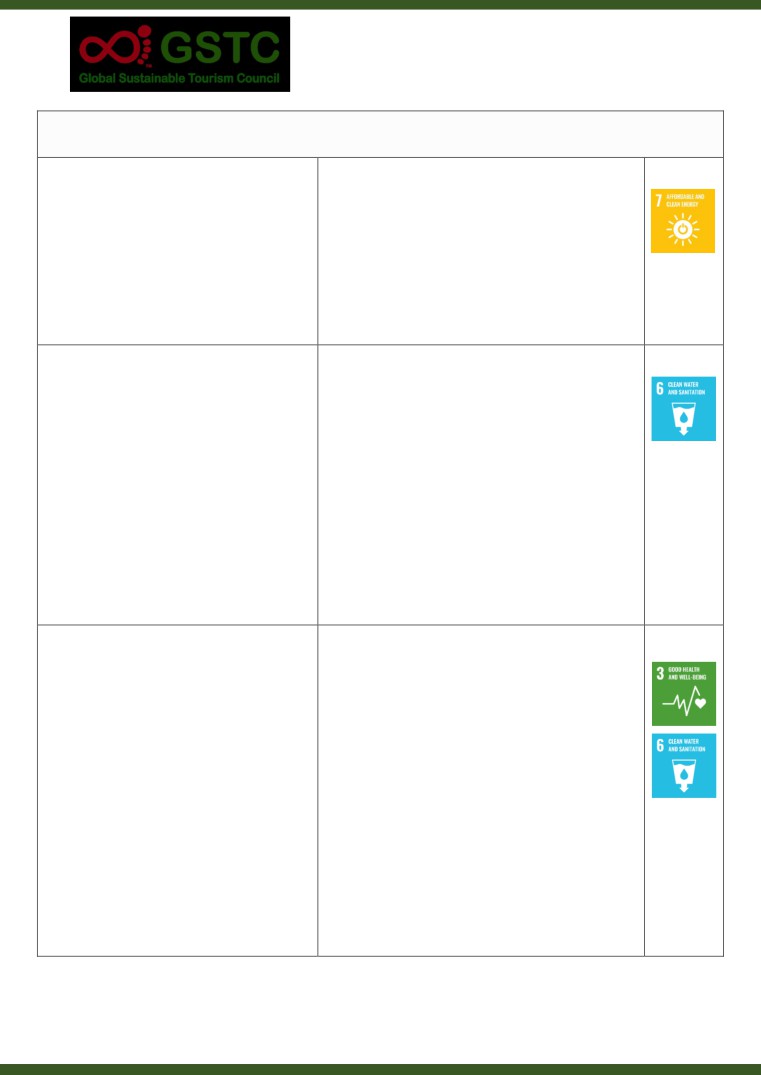 GSTC
Global Sustainable Tourism Council
7 AFFORDABLE AND
CLEAN ENERGY
6 CLEAN WATER
AND SANITATION
3 GOOD HEALTH
AND WELL-BEING
6 CLEAN WATER
AND SANITATION